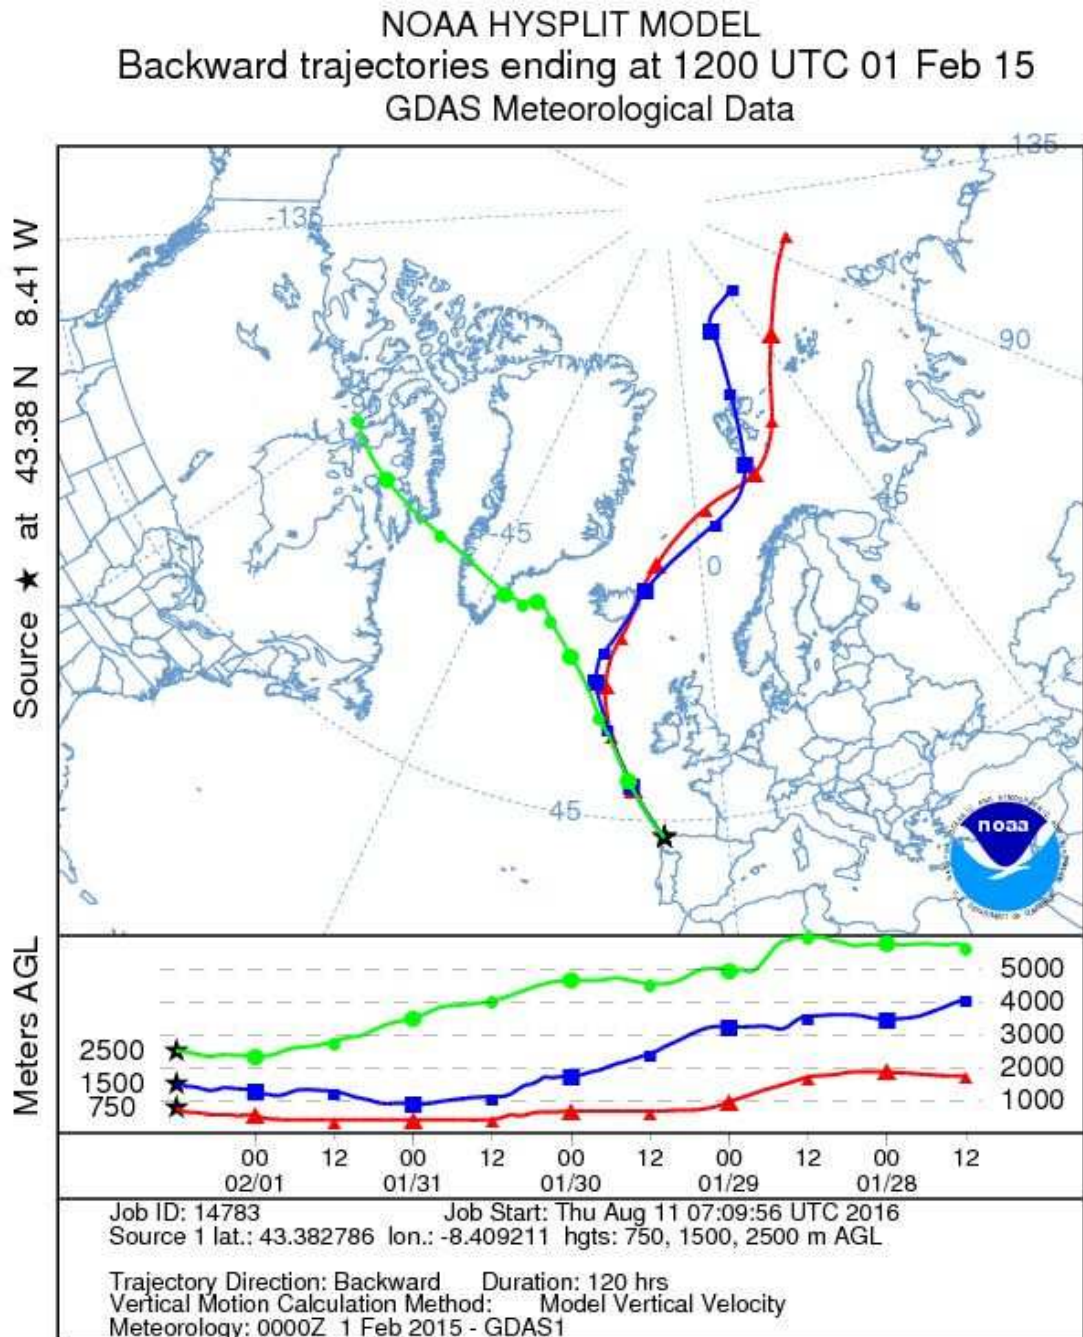 NOAA HYSPLIT MODEL
Backward trajectories ending at 1200 UTC 01 Feb 15
GDAS Meteorological Data
Source ★ at 43.38 N 8.41 W
135
-135
90
-90
45
-45
0
45
noaa
Meters AGL
5000
4000
3000
2000
1000
2500
1500
750
00 12 00 12 00 12 00 12 00 12
02/01 01/31 01/30 01/29 01/28
Job ID: 14783 Job Start: Thu Aug 11 07:09:56 UTC 2016
Source 1 lat.: 43.382786 lon.: -8.409211 hgts: 750, 1500, 2500 m AGL
Trajectory Direction: Backward Duration: 120 hrs
Vertical Motion Calculation Method: Model Vertical Velocity
Meteorology: 0000Z 1 Feb 2015 - GDAS1